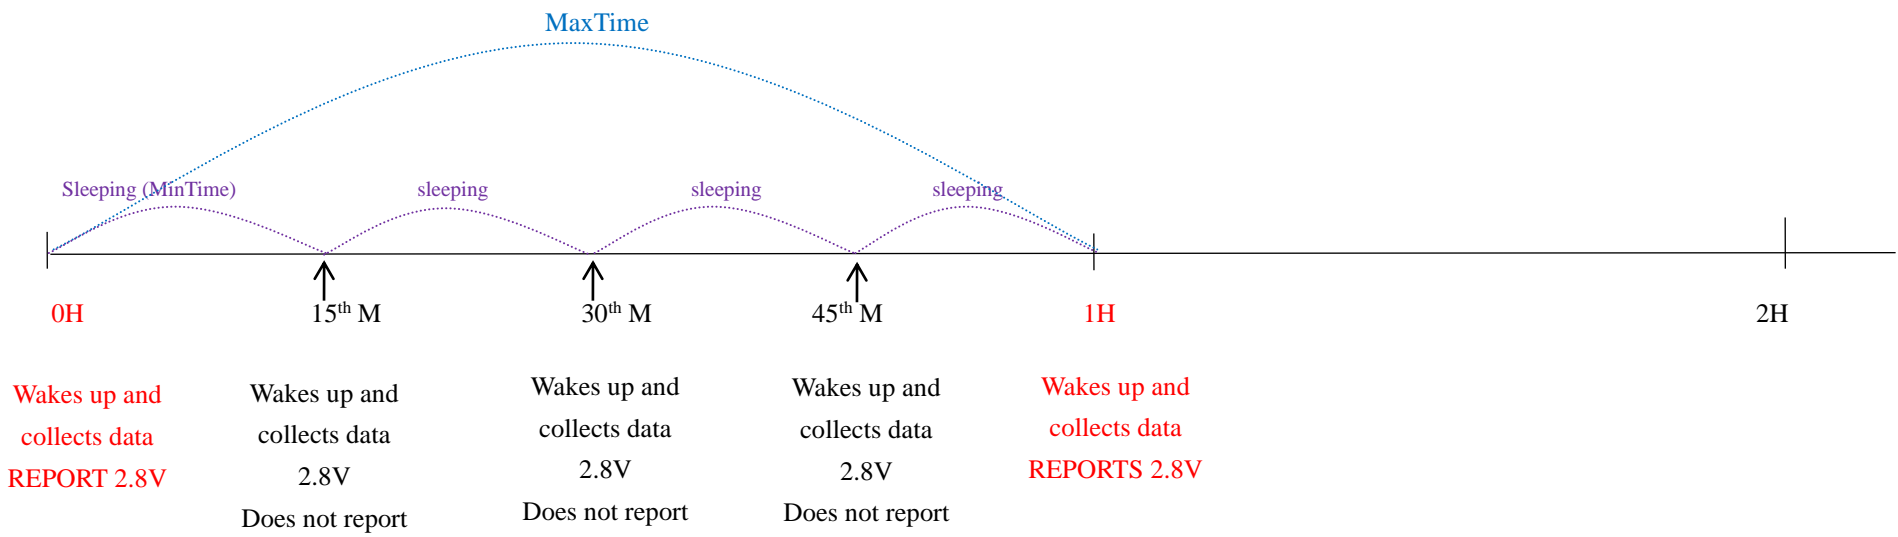 MaxTime
Sleeping (MinTime)
sleeping
sleeping
sleeping
0H
15th M
30th M
45th M
1H
2H
Wakes up and
collects data
REPORT 2.8V
Wakes up and
collects data
2.8V
Does not report
Wakes up and
collects data
2.8V
Does not report
Wakes up and
collects data
2.8V
Does not report
Wakes up and
collects data
REPORTS 2.8V